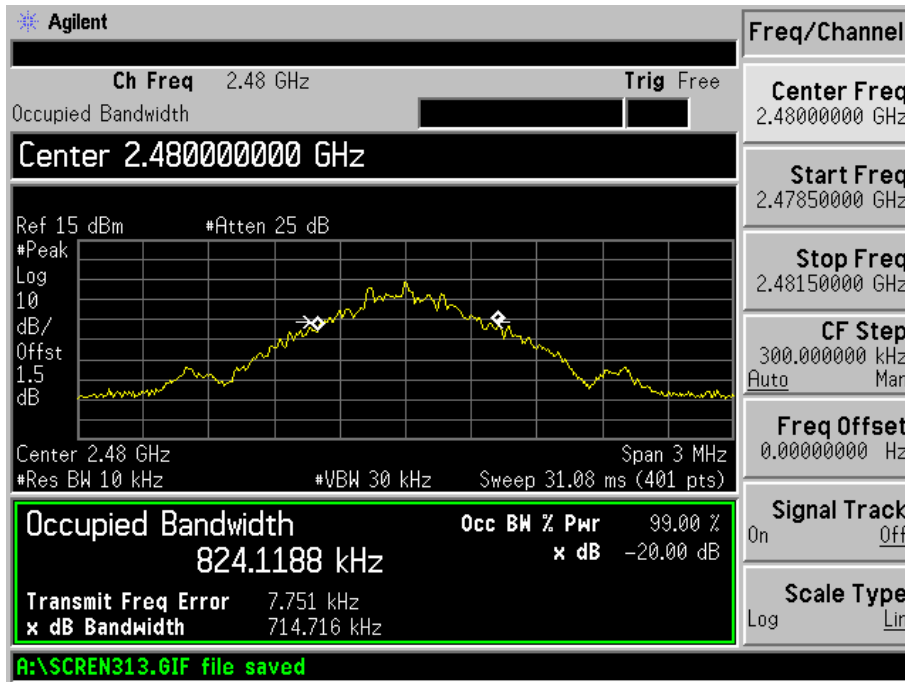 Agilent
Freq/Channel
Ch Freq 2.48 GHz Trig Free
Occupied Bandwidth
Center 2.480000000 GHz
Ref 15 dBm #Atten 25 dB
#Peak
Log
10
dB/
Offst
1.5
dB
Center 2.48 GHz Span 3 MHz
#Res BW 10 kHz #VBW 30 kHz Sweep 31.08 ms (401 pts)
Occupied Bandwidth
824.1188 kHz
Occ BW % Pwr 99.00 %
x dB -20.00 dB
Transmit Freq Error 7.751 kHz
x dB Bandwidth 714.716 kHz
A:\SCREN313.GIF file saved
Center Freq
2.48000000 GHz
Start Freq
2.47850000 GHz
Stop Freq
2.48150000 GHz
CF Step
300.000000 kHz
Auto Man
Freq Offset
0.00000000 Hz
Signal Track
On Off
Scale Type
Log Lin